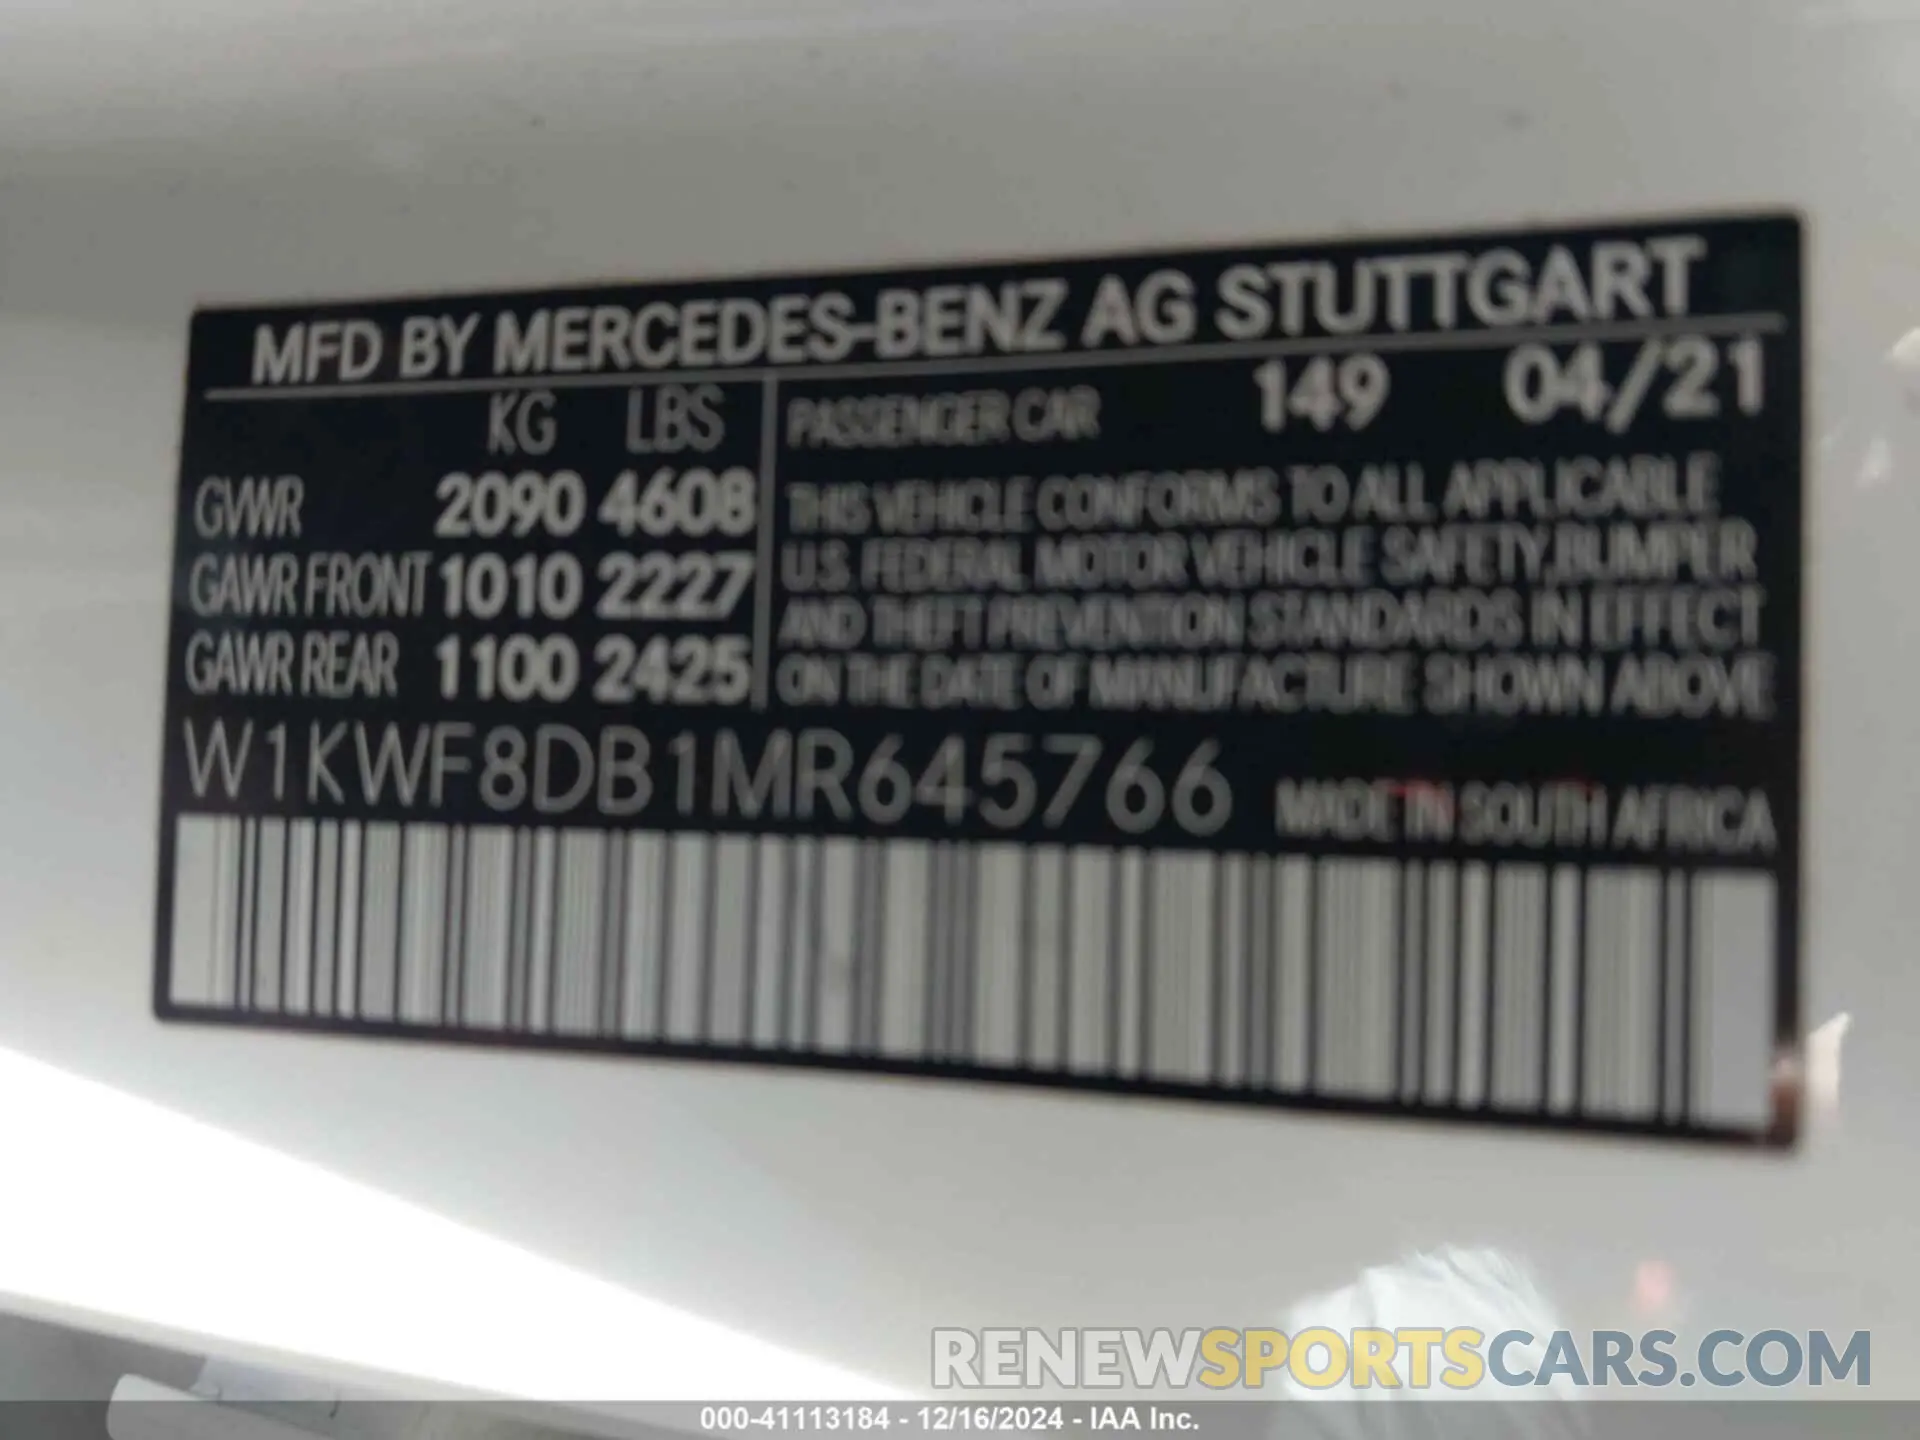 MFD BY MERCEDES-BENZ AG STUTTGART
KG LBS PASSENGER CAR 149 04/21
GVWR 2090 4608 THIS VEHICLE CONFORMS TO ALL APPLICABLE
GAWR FRONT 1010 2227 U.S. FEDERAL MOTOR VEHICLE SAFETY,BUMPER
AND THEFT PREVENTION STANDARDS IN EFFECT
GAWR REAR 1100 2425 ON THE DATE OF MANUFACTURE SHOWN ABOVE
W1KWF8DB1MR645766 MADE IN SOUTH AFRICA
RENEWSPORTSCARS.COM
000-41113184 - 12/16/2024 - IAA Inc.